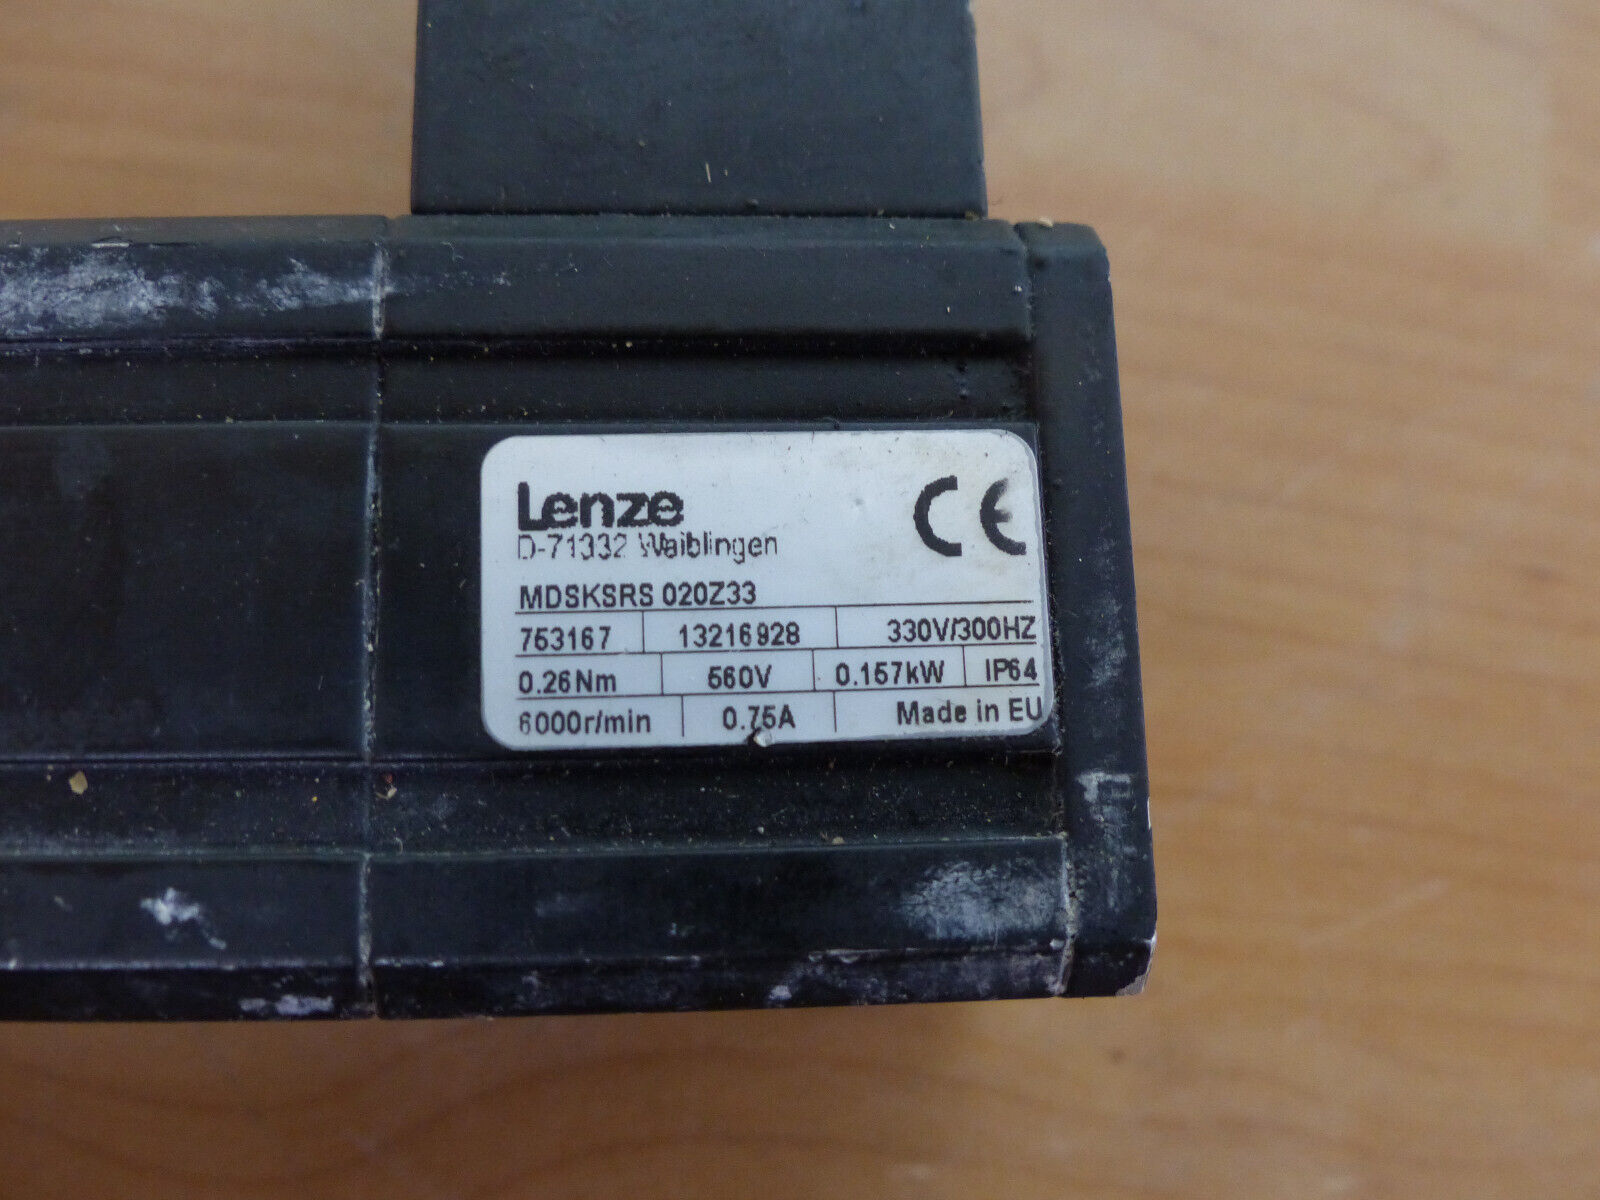 Lenze
CE
D-71332 Waiblingen
MDSKSRS 020Z33
753167 13216928 330V/300HZ
0.26Nm 560V 0.157kW IP64
6000r/min 0.75A Made in EU